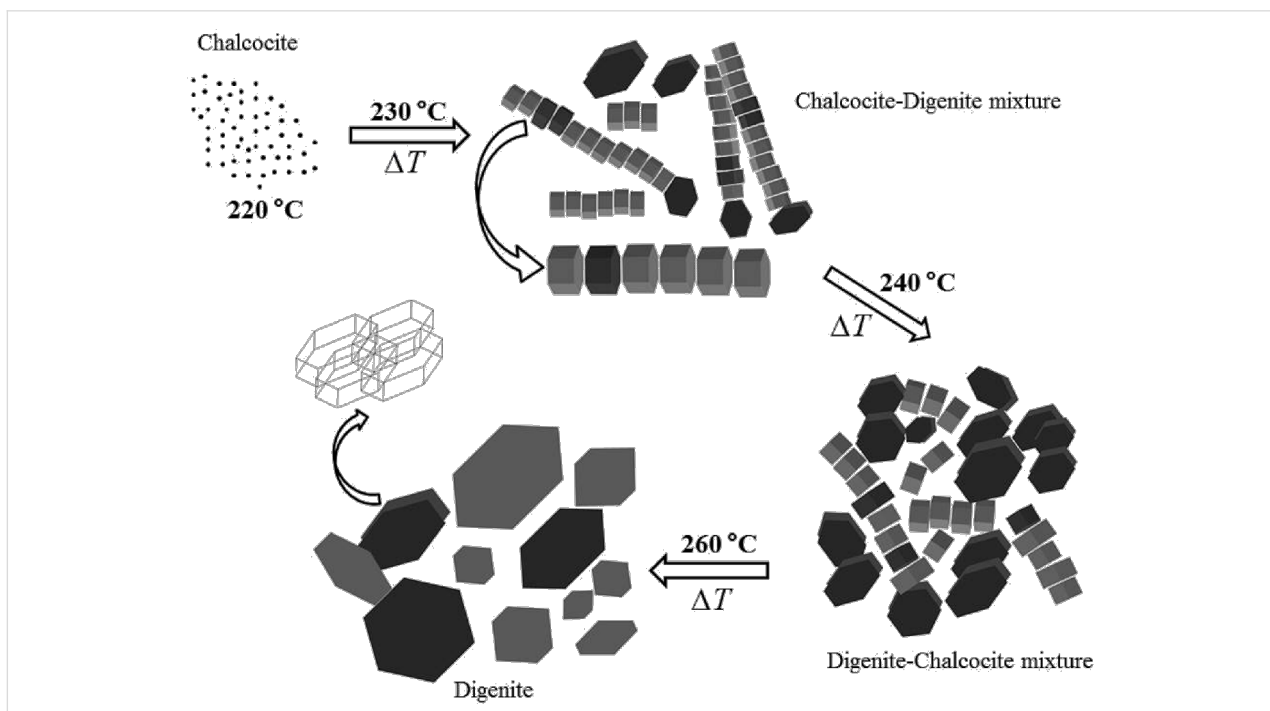 Chalcocite
220 °C
230 °C
ΔT
Chalcocite-Digenite mixture
240 °C
ΔT
Digenite-Chalcocite mixture
260 °C
ΔT
Digenite